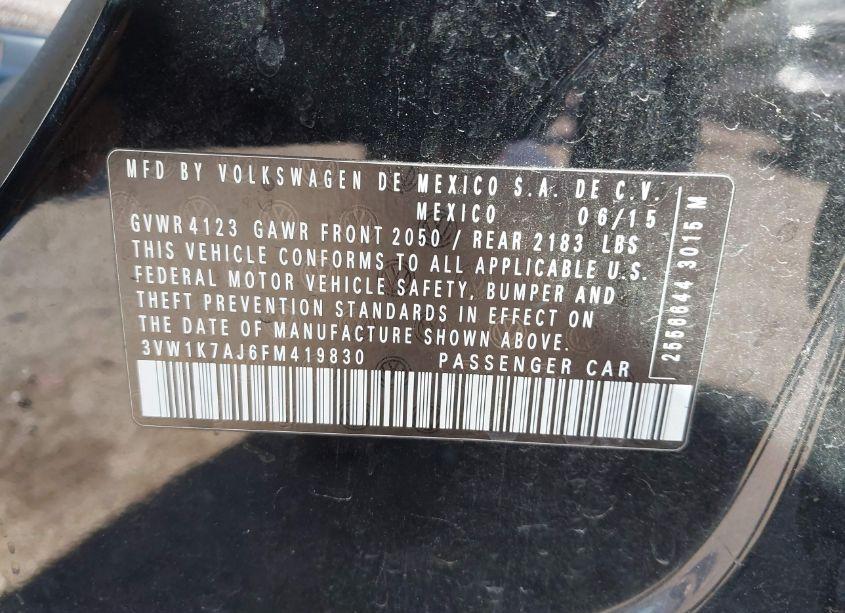 MFD BY VOLKSWAGEN DE MEXICO S.A. DE C.V.
MEXICO 06/15
GVWR 4123 GAWR FRONT 2050 / REAR 2183 LBS
THIS VEHICLE CONFORMS TO ALL APPLICABLE U.S.
FEDERAL MOTOR VEHICLE SAFETY, BUMPER AND
THEFT PREVENTION STANDARDS IN EFFECT ON
THE DATE OF MANUFACTURE SHOWN ABOVE.
3VW1K7AJ6FM419830 PASSENGER CAR
2556644 3015 M